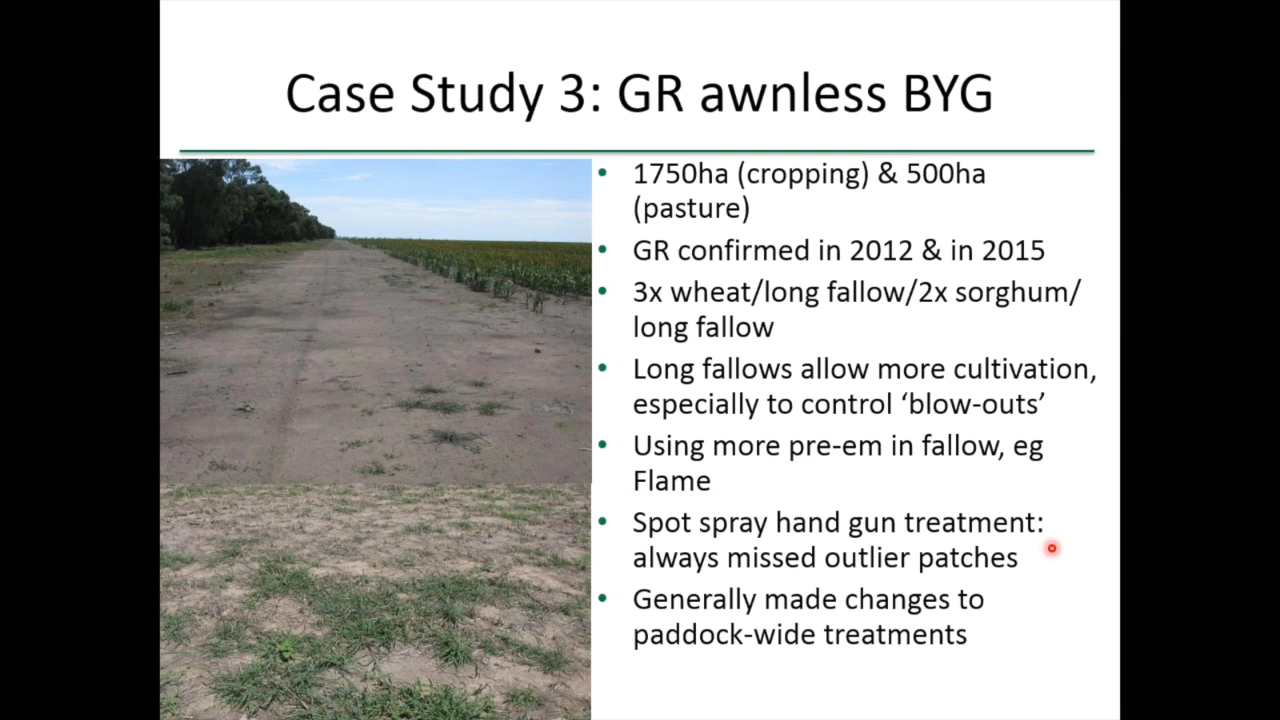 Case Study 3: GR awnless BYG
• 1750ha (cropping) & 500ha
(pasture)
• GR confirmed in 2012 & in 2015
• 3x wheat/long fallow/2x sorghum/
long fallow
• Long fallows allow more cultivation,
especially to control ‘blow-outs’
• Using more pre-em in fallow, eg
Flame
• Spot spray hand gun treatment:
always missed outlier patches
• Generally made changes to
paddock-wide treatments